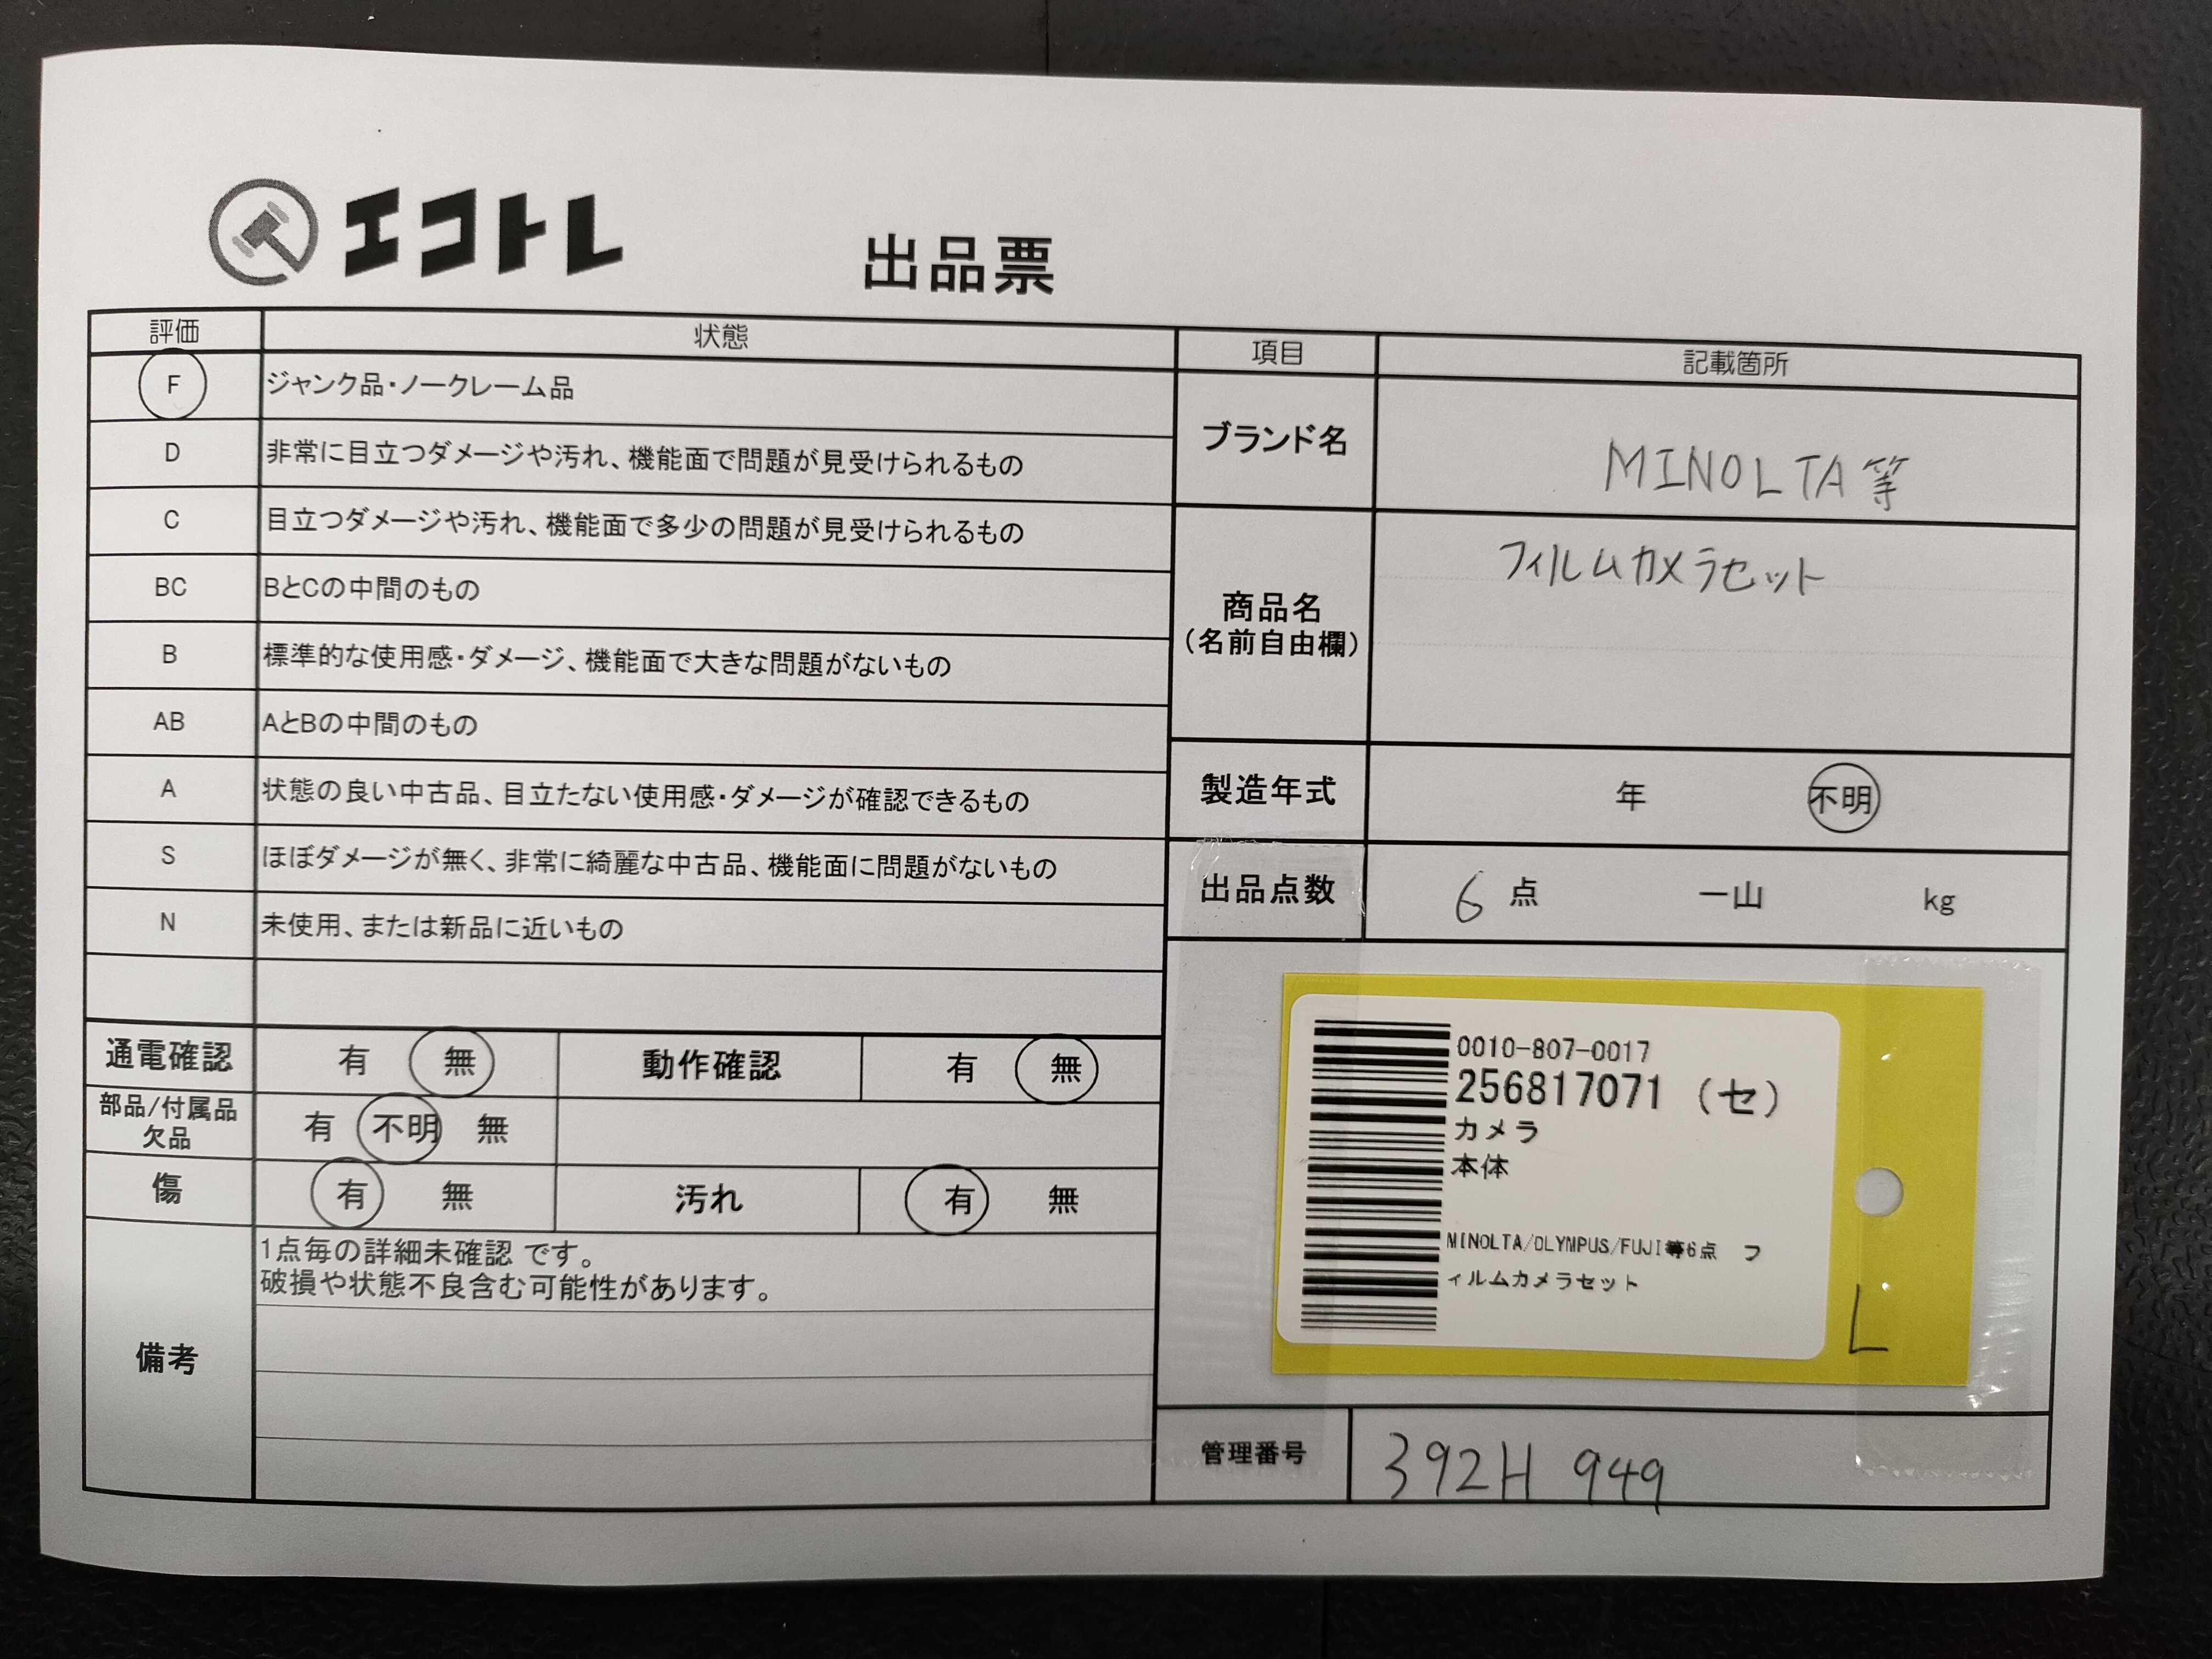 エコトレ
出品票
評価 状態
F ジャンク品・ノークレーム品
D 非常に目立つダメージや汚れ、機能面で問題が見受けられるもの
C 目立つダメージや汚れ、機能面で多少の問題が見受けられるもの
BC BとCの中間のもの
B 標準的な使用感・ダメージ、機能面で大きな問題がないもの
AB AとBの中間のもの
A 状態の良い中古品、目立たない使用感・ダメージが確認できるもの
S ほぼダメージが無く、非常に綺麗な中古品、機能面に問題がないもの
N 未使用、または新品に近いもの
通電確認 有 無 動作確認 有 無
部品/付属品
欠品 有 不明 無
傷 有 無 汚れ 有 無
備考
1点毎の詳細未確認 です。
破損や状態不良含む可能性があります。
項目 記載箇所
ブランド名 MINOLTA等
商品名
(名前自由欄)
フィルムカメラセット
製造年式 年 不明
出品点数 6 点 一山 kg
0010-807-0017
256817071 (セ)
カメラ
本体
MINOLTA/OLYMPUS/FUJI等6点 フ
ィルムカメラセット
L
管理番号 392H 949